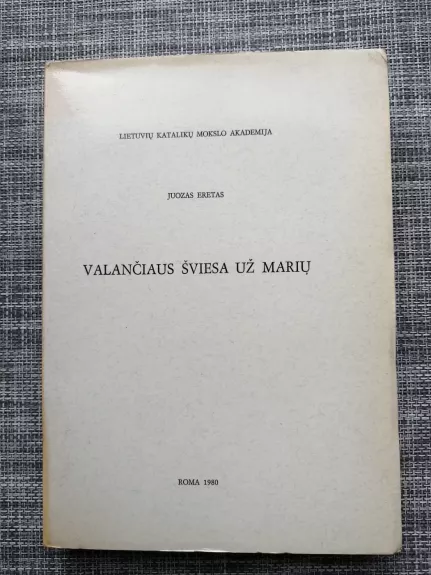 LIETUVIŲ KATALIKŲ MOKSLO AKADEMIJA
JUOZAS ERETAS
VALANČIAUS ŠVIESA UŽ MARIŲ
ROMA 1980